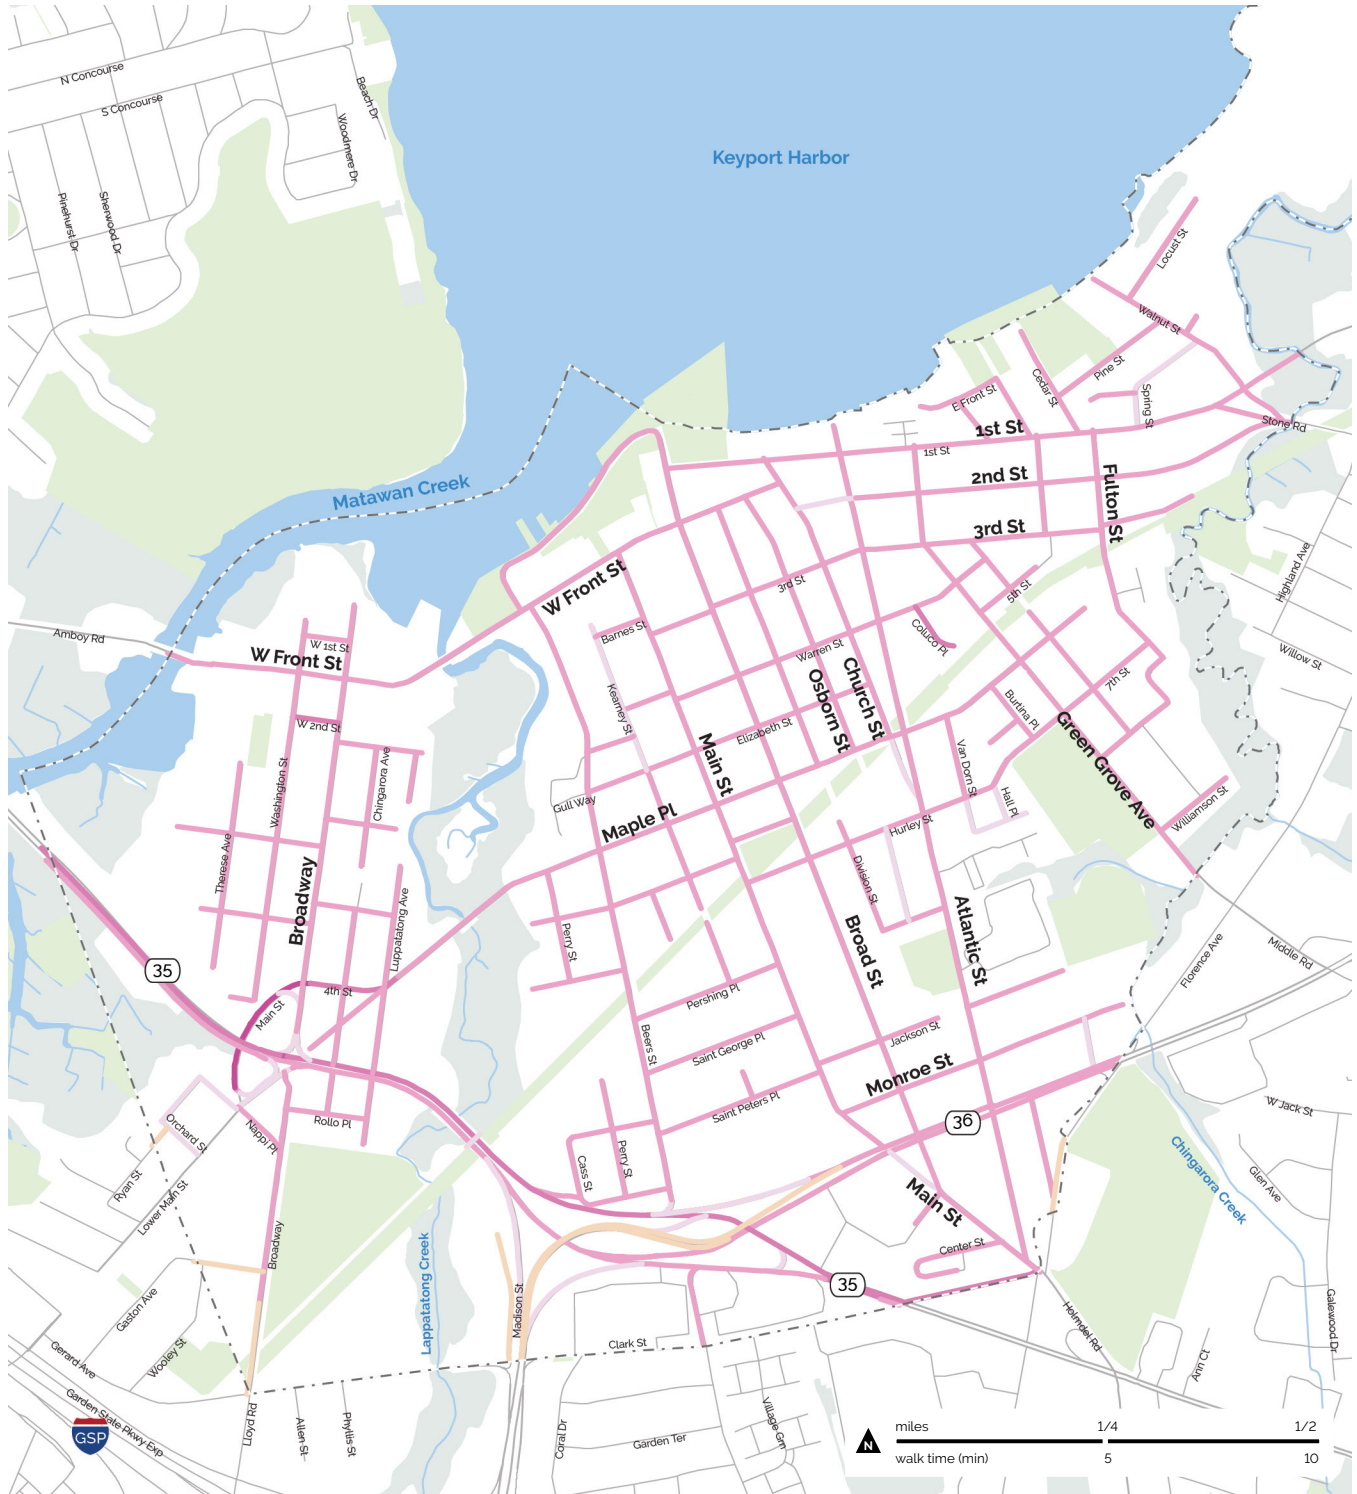 N Concourse
S Concourse
Beach Dr
Woodmere Dr
Pinehurst Dr
Sherwood Dr
Keyport Harbor
Locust St
Walnut St
Pine St
Cedar St
Spring St
E Front St
1st St
1st St
Stone Rd
2nd St
Fulton St
3rd St
Matawan Creek
W Front St
3rd St
5th St
Highland Ave
Amboy Rd
W 1st St
W Front St
Barnes St
Warren St
Coluco Pl
Willow St
Church St
Osborn St
7th St
Kearney St
Burtina Pl
W 2nd St
Elizabeth St
Main St
Green Grove Ave
Van Dorn St
Washington St
Chingarora Ave
Gull Way
Maple Pl
Hall Pl
Williamson St
Hurley St
Therese Ave
Broadway
Division St
Luppatatong Ave
Perry St
Broad St
Atlantic St
Middle Rd
Florence Ave
35
4th St
Main St
Pershing Pl
Beers St
Saint George Pl
Jackson St
Monroe St
Saint Peters Pl
36
W Jack St
Rollo Pl
Nappi Pl
Orchard St
Perry St
Cass St
Ryan St
Lower Main St
Chingarora Creek
Glen Ave
Main St
Broadway
Center St
Lappatatong Creek
Madison St
35
Gaston Ave
Holmdel Rd
Galewood Dr
Clark St
Wooley St
Gerard Ave
Ann Ct
Garden State Pkwy Exp
GSP
Lloyd Rd
Allen St
Phyllis St
Coral Dr
Garden Ter
Village Grn
N
miles 1/4 1/2
walk time (min) 5 10